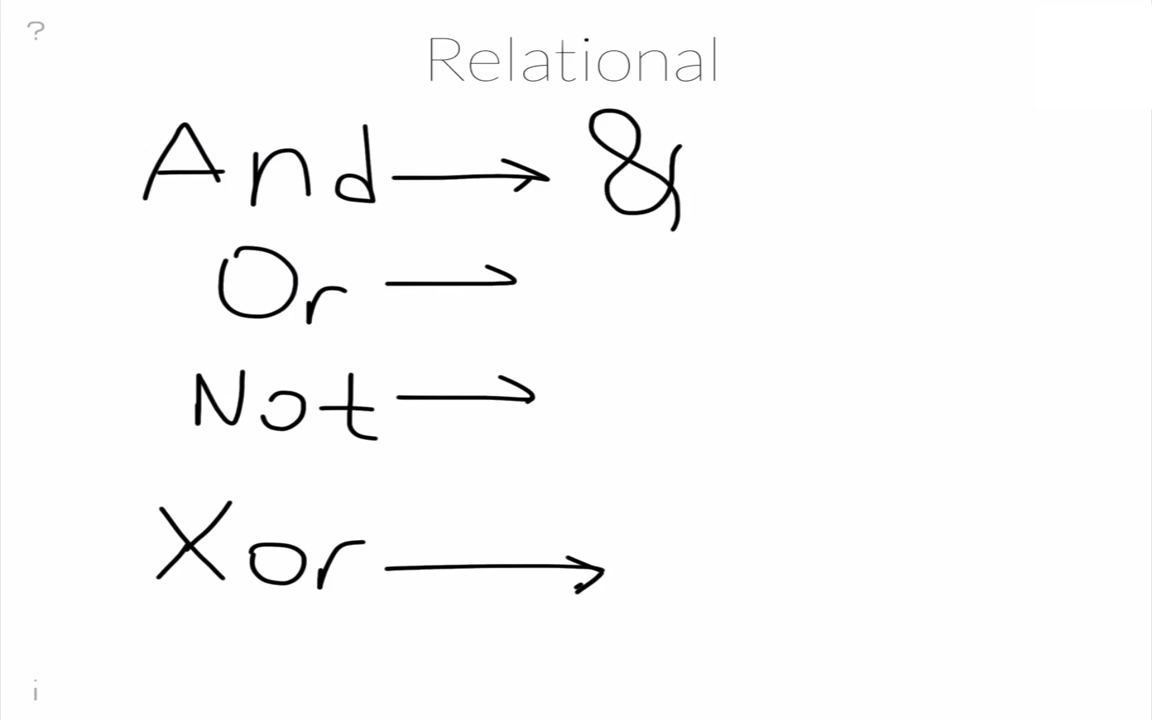 ?
Relational
And → &
Or →
Not →
Xor →
i